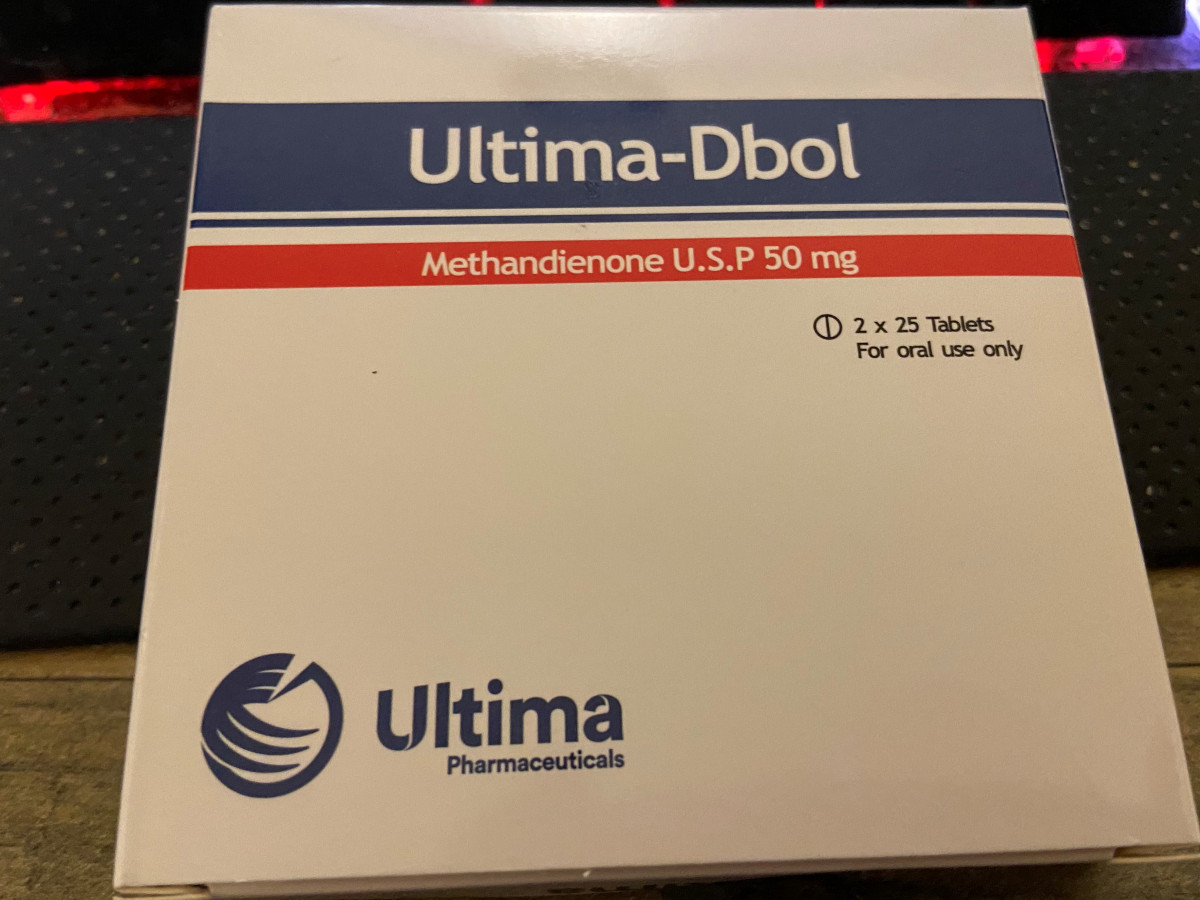 Ultima-Dbol
Methandienone U.S.P 50 mg
2 x 25 Tablets
For oral use only
Ultima
Pharmaceuticals